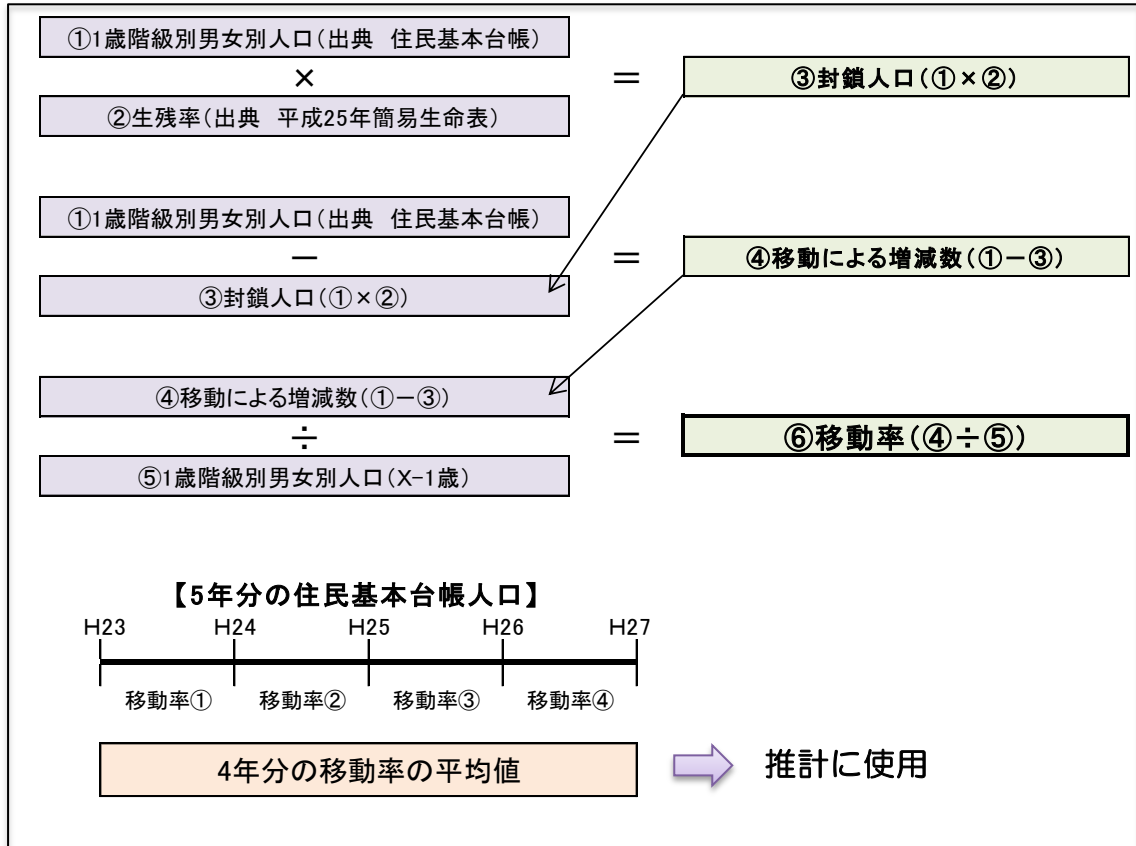 ①1歳階級別男女別人口(出典 住民基本台帳)
×
=
③封鎖人口(①×②)
②生残率(出典 平成25年簡易生命表)
①1歳階級別男女別人口(出典 住民基本台帳)
－
=
④移動による増減数(①－③)
③封鎖人口(①×②)
④移動による増減数(①－③)
÷
=
⑥移動率(④÷⑤)
⑤1歳階級別男女別人口(X-1歳)
【5年分の住民基本台帳人口】
H23 H24 H25 H26 H27
移動率① 移動率② 移動率③ 移動率④
4年分の移動率の平均値
推計に使用